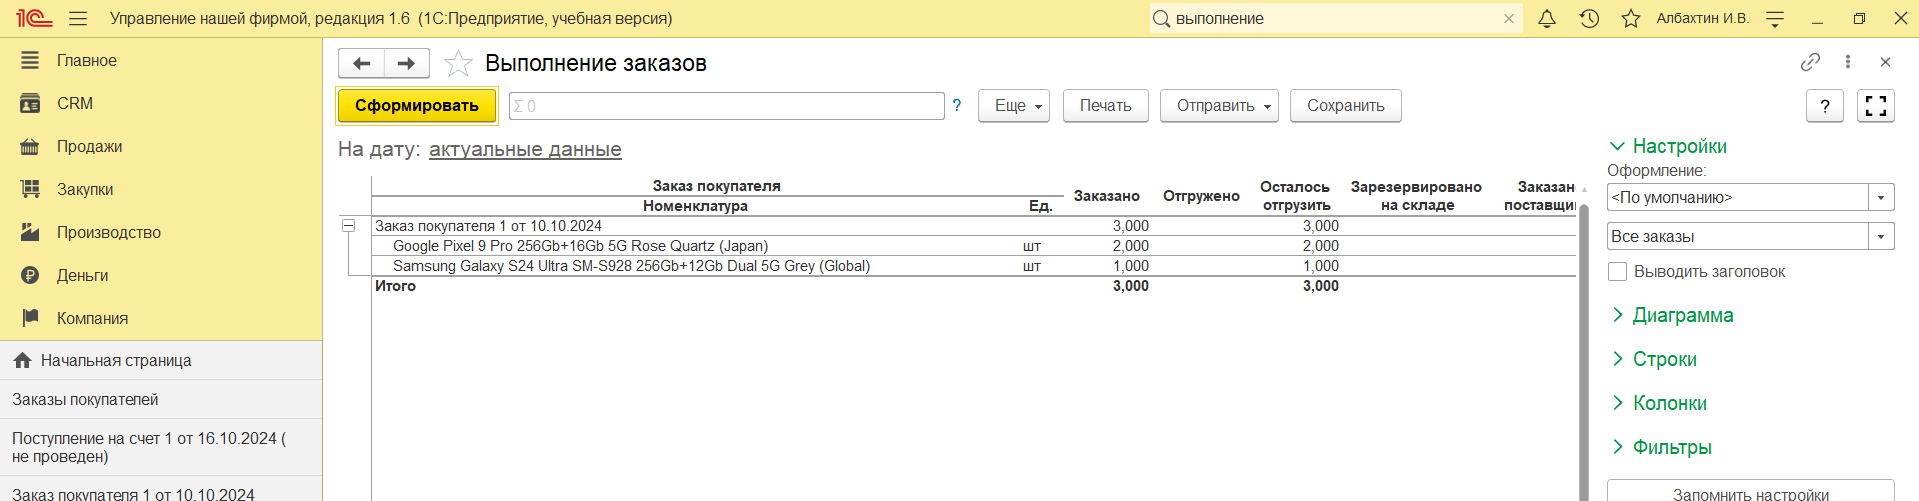 1С Управление нашей фирмой, редакция 1.6 (1С:Предприятие, учебная версия) выполнение Албахтин И.В.
Главное
CRM
Продажи
Закупки
Производство
Деньги
Компания
Начальная страница
Заказы покупателей
Поступление на счет 1 от 16.10.2024 (
не проведен)
Заказ покупателя 1 от 10.10.2024
Выполнение заказов
Сформировать Σ 0 ? Еще Печать Отправить Сохранить ?
На дату: актуальные данные
Заказ покупателя
Номенклатура Ед.
Заказано
Отгружено
Осталось
отгрузить
Зарезервировано
на складе
Заказан
поставщи
Заказ покупателя 1 от 10.10.2024 3,000 3,000
Google Pixel 9 Pro 256Gb+16Gb 5G Rose Quartz (Japan) шт 2,000 2,000
Samsung Galaxy S24 Ultra SM-S928 256Gb+12Gb Dual 5G Grey (Global) шт 1,000 1,000
Итого 3,000 3,000
Настройки
Оформление:
<По умолчанию>
Все заказы
Выводить заголовок
Диаграмма
Строки
Колонки
Фильтры
Запомнить настройки